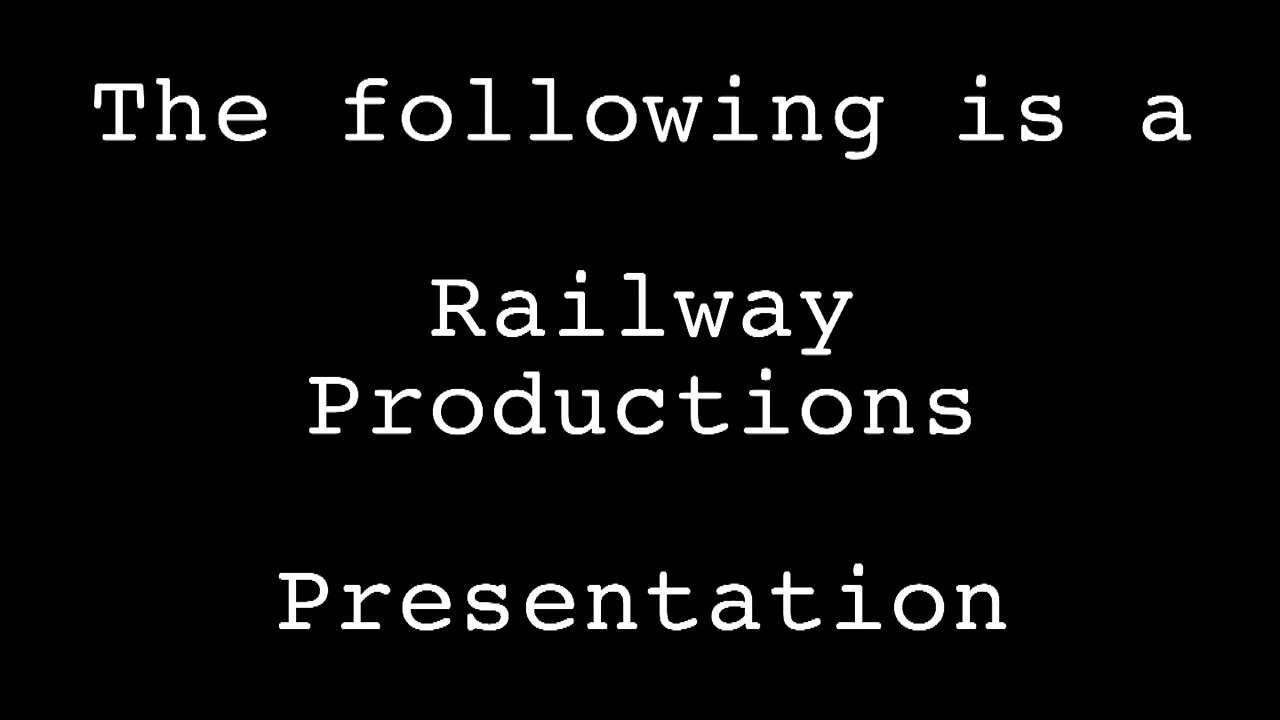 The following is a
Railway
Productions
Presentation